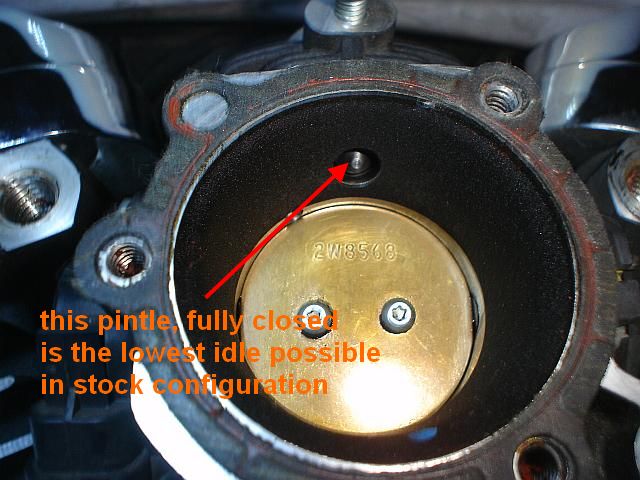 2W8568
this pintle, fully closed
is the lowest idle possible
in stock configuration